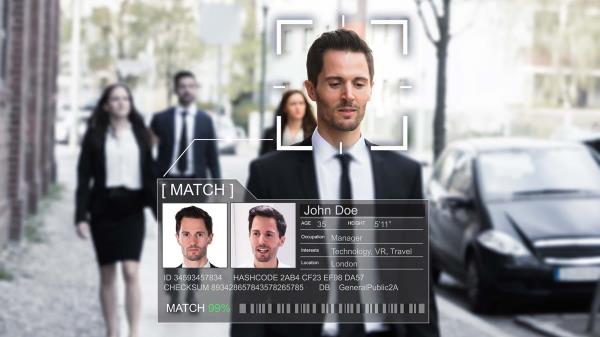 [ MATCH ]
John Doe
AGE 35 HEIGHT 5'11"
Occupation Manager
Interests Technology, VR, Travel
Location London
ID 34593457834 HASHCODE 2AB4 CF23 EF98 DA57
CHECKSUM 893428657843578265785 DB GeneralPublic2A
MATCH 99%